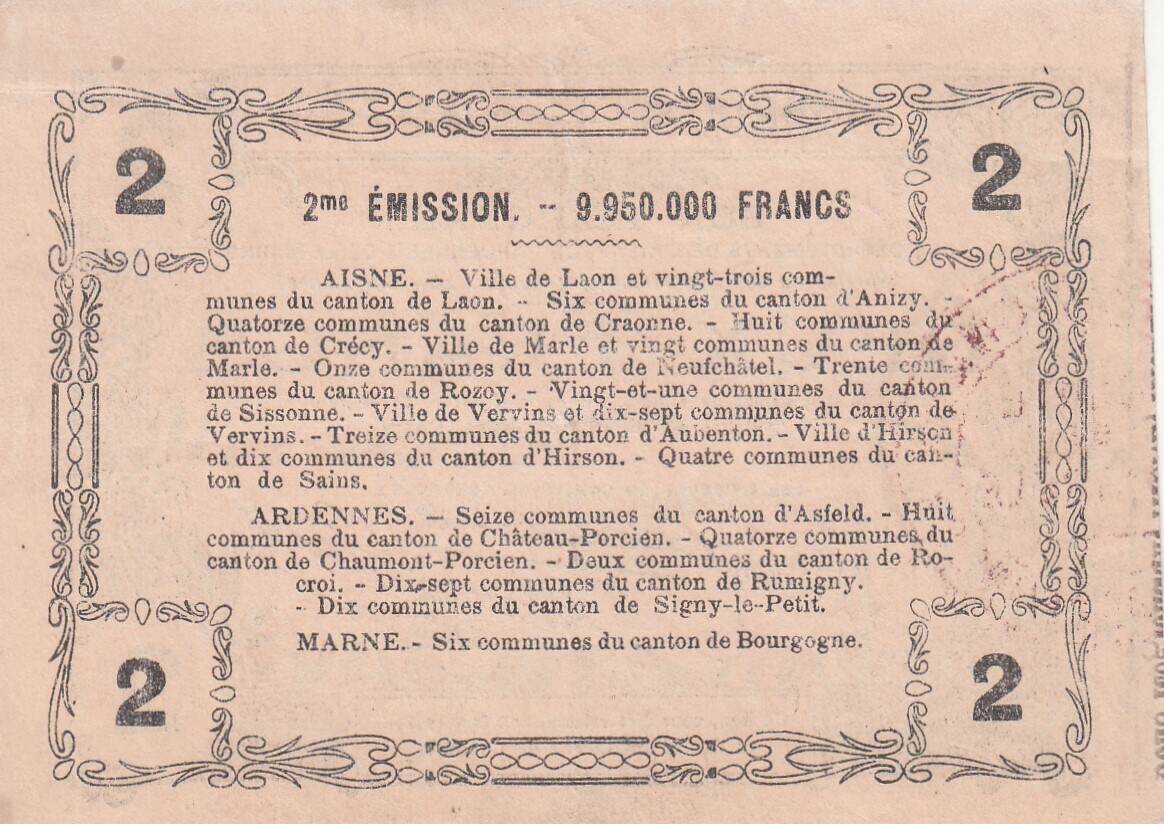 2 2
2me ÉMISSION. -- 9.950.000 FRANCS
AISNE. — Ville de Laon et vingt-trois com-
munes du canton de Laon. - Six communes du canton d'Anizy. -
Quatorze communes du canton de Craonne. - Huit communes du
canton de Crécy. - Ville de Marle et vingt communes du canton de
Marle. - Onze communes du canton de Neufchâtel. - Trente com-
munes du canton de Rozoy. - Vingt-et-une communes du canton
de Sissonne. - Ville de Vervins et dix-sept communes du canton de
Vervins. - Treize communes du canton d'Aubenton. - Ville d'Hirson
et dix communes du canton d'Hirson. - Quatre communes du can-
ton de Sains.
ARDENNES. — Seize communes du canton d'Asfeld. - Huit
communes du canton de Château-Porcien. - Quatorze communes du
canton de Chaumont-Porcien. - Deux communes du canton de Ro-
croi. - Dix-sept communes du canton de Rumigny.
- Dix communes du canton de Signy-le-Petit.
MARNE. - Six communes du canton de Bourgogne.
2 2